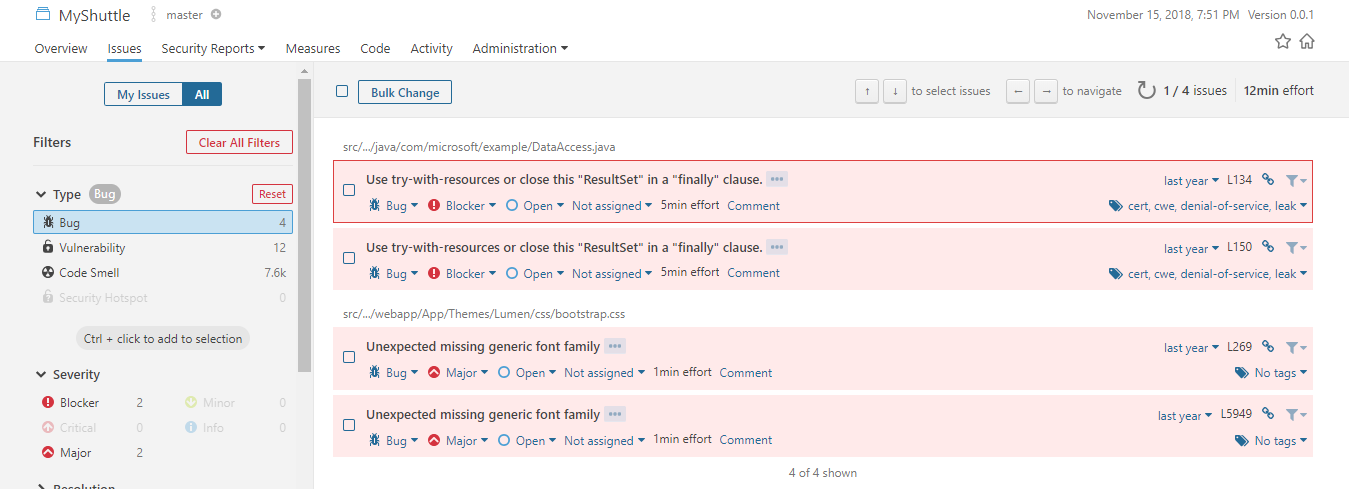 MyShuttle master November 15, 2018, 7:51 PM Version 0.0.1
Overview Issues Security Reports Measures Code Activity Administration
My Issues All
Bulk Change ↑ ↓ to select issues ← → to navigate 1 / 4 issues 12min effort
Filters Clear All Filters
Type Bug Reset
Bug 4
Vulnerability 12
Code Smell 7.6k
Security Hotspot 0
Ctrl + click to add to selection
Severity
Blocker 2 Minor 0
Critical 0 Info 0
Major 2
Resolution
src/.../java/com/microsoft/example/DataAccess.java
Use try-with-resources or close this "ResultSet" in a "finally" clause. ••• last year L134
Bug Blocker Open Not assigned 5min effort Comment cert, cwe, denial-of-service, leak
Use try-with-resources or close this "ResultSet" in a "finally" clause. ••• last year L150
Bug Blocker Open Not assigned 5min effort Comment cert, cwe, denial-of-service, leak
src/.../webapp/App/Themes/Lumen/css/bootstrap.css
Unexpected missing generic font family ••• last year L269
Bug Major Open Not assigned 1min effort Comment No tags
Unexpected missing generic font family ••• last year L5949
Bug Major Open Not assigned 1min effort Comment No tags
4 of 4 shown